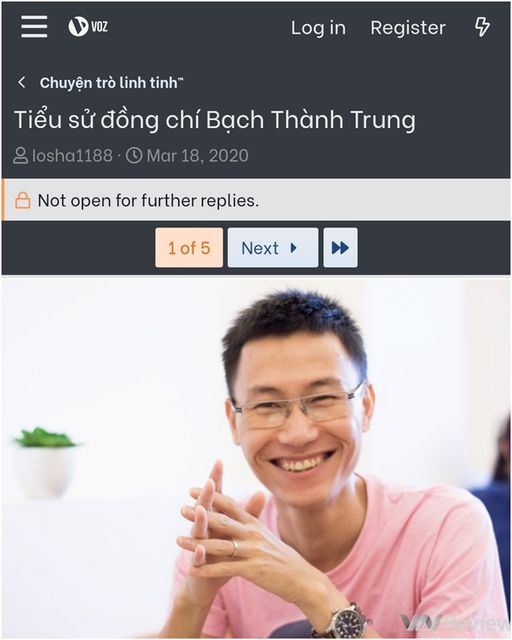 VOZ
Log in
Register
Chuyện trò linh tinh™
Tiểu sử đồng chí Bạch Thành Trung
losha1188 · Mar 18, 2020
Not open for further replies.
1 of 5
Next
VNReview